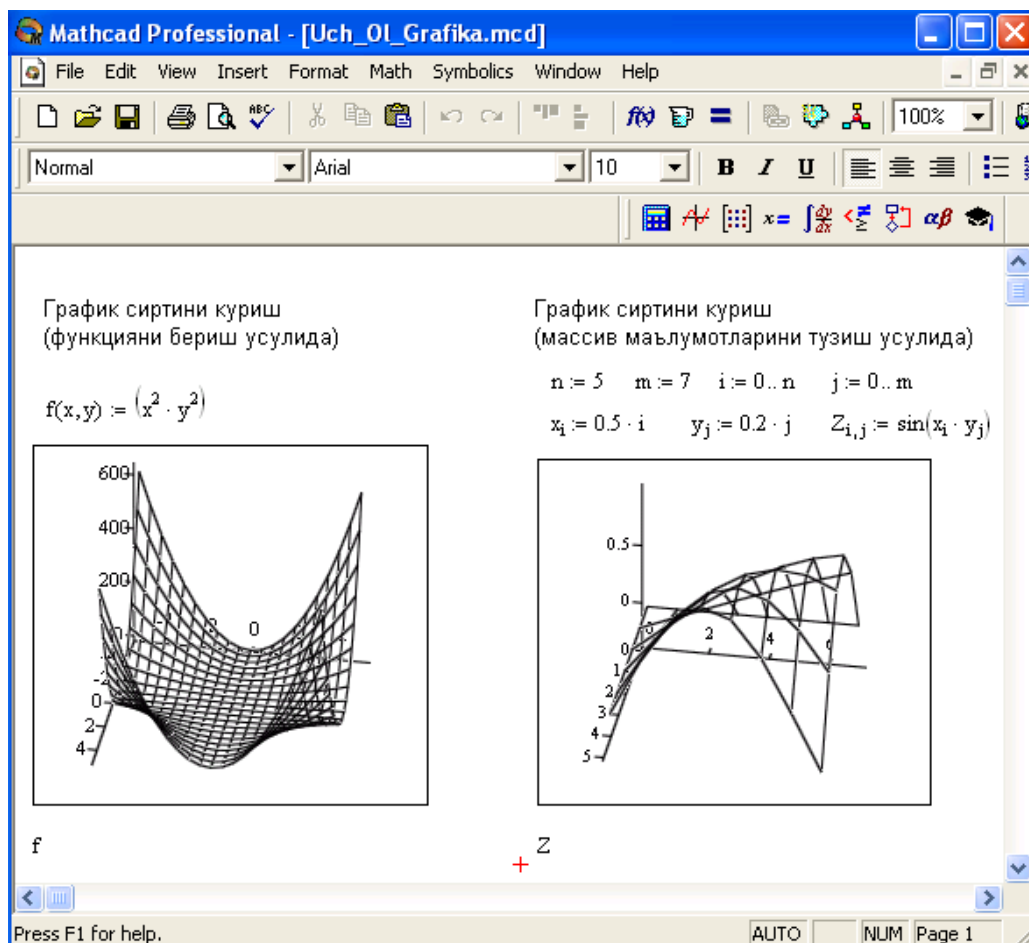 Mathcad Professional - [Uch_Ol_Grafika.mcd]
File Edit View Insert Format Math Symbolics Window Help
100%
Normal Arial 10 B I U
График сиртини куриш
(функцияни бериш усулида)
f(x,y) := (x² · y²)
600
400
200
0
0
-2
0
2
4
f
График сиртини куриш
(массив маълумотларини тузиш усулида)
n := 5 m := 7 i := 0.. n j := 0.. m
xᵢ := 0.5 · i yⱼ := 0.2 · j Zᵢ,ⱼ := sin(xᵢ · yⱼ)
0.5
0
0
1
2
3
4
5
0
2
4
6
Z
Press F1 for help. AUTO NUM Page 1